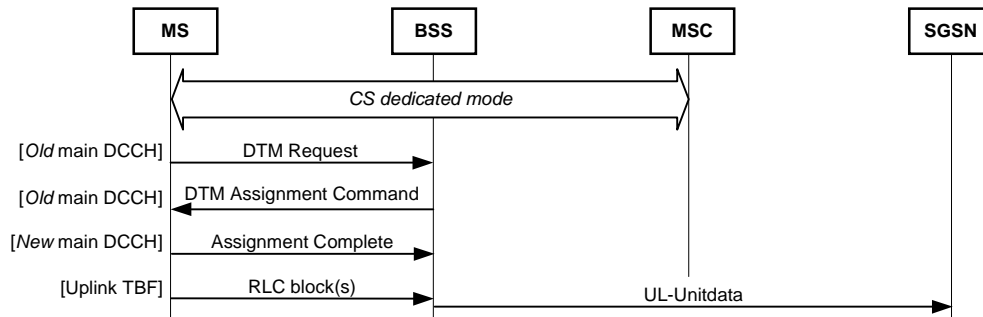 MS
BSS
MSC
SGSN
CS dedicated mode
[Old main DCCH]
DTM Request
[Old main DCCH]
DTM Assignment Command
[New main DCCH]
Assignment Complete
[Uplink TBF]
RLC block(s)
UL-Unitdata